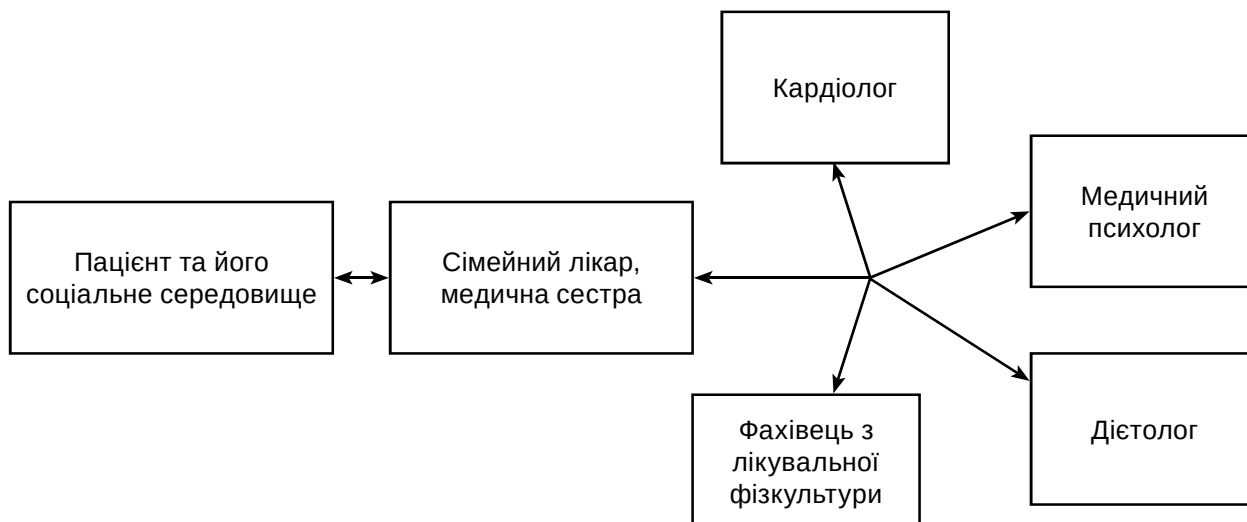 Кардіолог
Медичний
психолог
Пацієнт та його
соціальне середовище
Сімейний лікар,
медична сестра
Фахівець з
лікувальної
фізкультури
Дієтолог